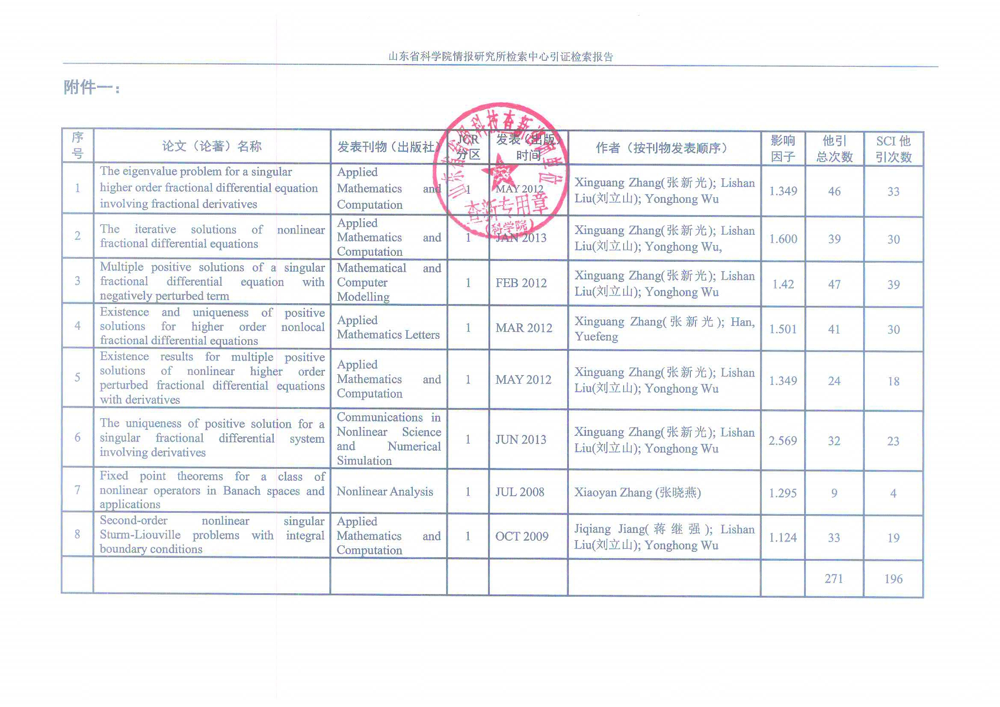 山东省科学院情报研究所检索中心引证检索报告
附件一:
序
号
论文（论著）名称
发表刊物（出版社）
JCR
分区
发表（出版）
时间
作者（按刊物发表顺序）
影响
因子
他引
总次数
SCI 他
引次数
1
The eigenvalue problem for a singular
higher order fractional differential equation
involving fractional derivatives
Applied
Mathematics and
Computation
1
MAY 2012
Xinguang Zhang(张新光); Lishan
Liu(刘立山); Yonghong Wu
1.349
46
33
2
The iterative solutions of nonlinear
fractional differential equations
Applied
Mathematics and
Computation
1
JAN 2013
Xinguang Zhang(张新光); Lishan
Liu(刘立山); Yonghong Wu,
1.600
39
30
3
Multiple positive solutions of a singular
fractional differential equation with
negatively perturbed term
Mathematical and
Computer
Modelling
1
FEB 2012
Xinguang Zhang(张新光); Lishan
Liu(刘立山); Yonghong Wu
1.42
47
39
4
Existence and uniqueness of positive
solutions for higher order nonlocal
fractional differential equations
Applied
Mathematics Letters
1
MAR 2012
Xinguang Zhang(张新光); Han,
Yuefeng
1.501
41
30
5
Existence results for multiple positive
solutions of nonlinear higher order
perturbed fractional differential equations
with derivatives
Applied
Mathematics and
Computation
1
MAY 2012
Xinguang Zhang(张新光); Lishan
Liu(刘立山); Yonghong Wu
1.349
24
18
6
The uniqueness of positive solution for a
singular fractional differential system
involving derivatives
Communications in
Nonlinear Science
and Numerical
Simulation
1
JUN 2013
Xinguang Zhang(张新光); Lishan
Liu(刘立山); Yonghong Wu
2.569
32
23
7
Fixed point theorems for a class of
nonlinear operators in Banach spaces and
applications
Nonlinear Analysis
1
JUL 2008
Xiaoyan Zhang (张晓燕)
1.295
9
4
8
Second-order nonlinear singular
Sturm-Liouville problems with integral
boundary conditions
Applied
Mathematics and
Computation
1
OCT 2009
Jiqiang Jiang(蒋继强); Lishan
Liu(刘立山); Yonghong Wu
1.124
33
19
271
196
查新专用章
(科学院)